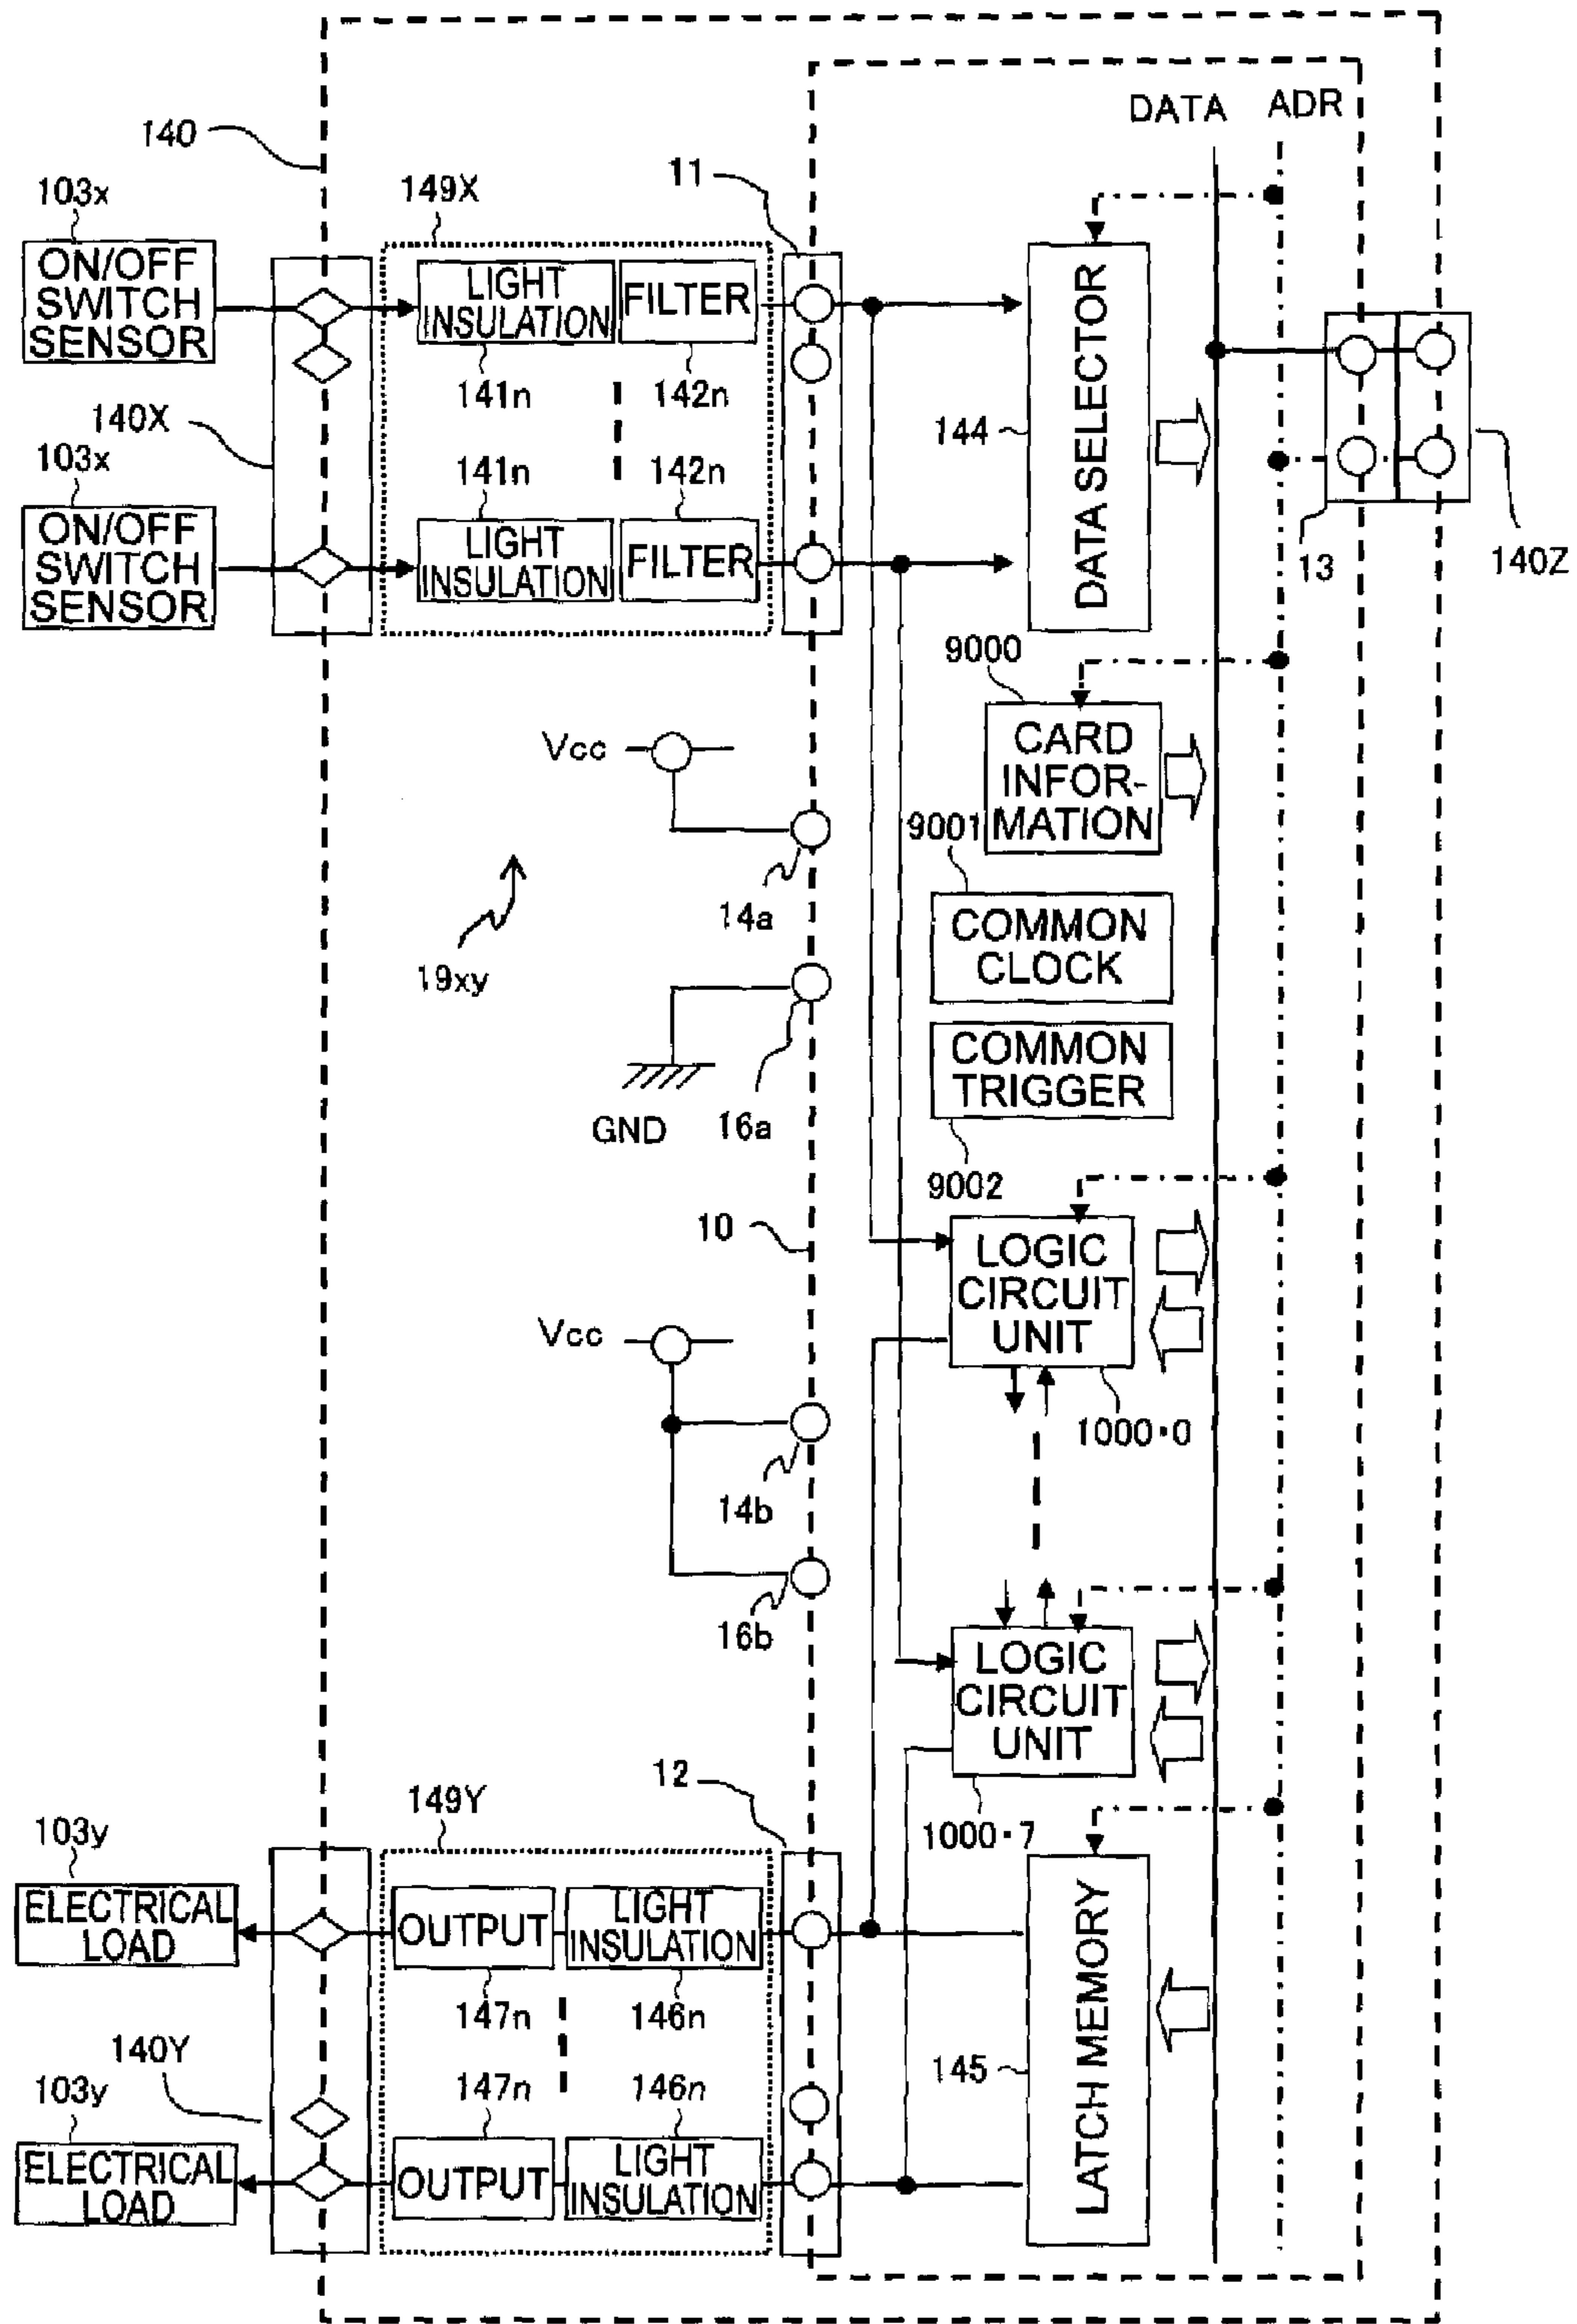 DATA
ADR
140
11
103x
149X
ON/OFF
SWITCH
SENSOR
LIGHT
INSULATION
FILTER
DATA SELECTOR
141n
142n
140X
144
103x
141n
142n
ON/OFF
SWITCH
SENSOR
LIGHT
INSULATION
FILTER
13
140Z
9000
Vcc
CARD
INFOR-
MATION
9001
14a
COMMON
CLOCK
19xy
COMMON
TRIGGER
GND
16a
9002
10
LOGIC
CIRCUIT
UNIT
Vcc
1000・0
14b
16b
LOGIC
CIRCUIT
UNIT
12
149Y
1000・7
103y
ELECTRICAL
LOAD
OUTPUT
LIGHT
INSULATION
LATCH MEMORY
147n
146n
140Y
145
103y
147n
146n
ELECTRICAL
LOAD
OUTPUT
LIGHT
INSULATION